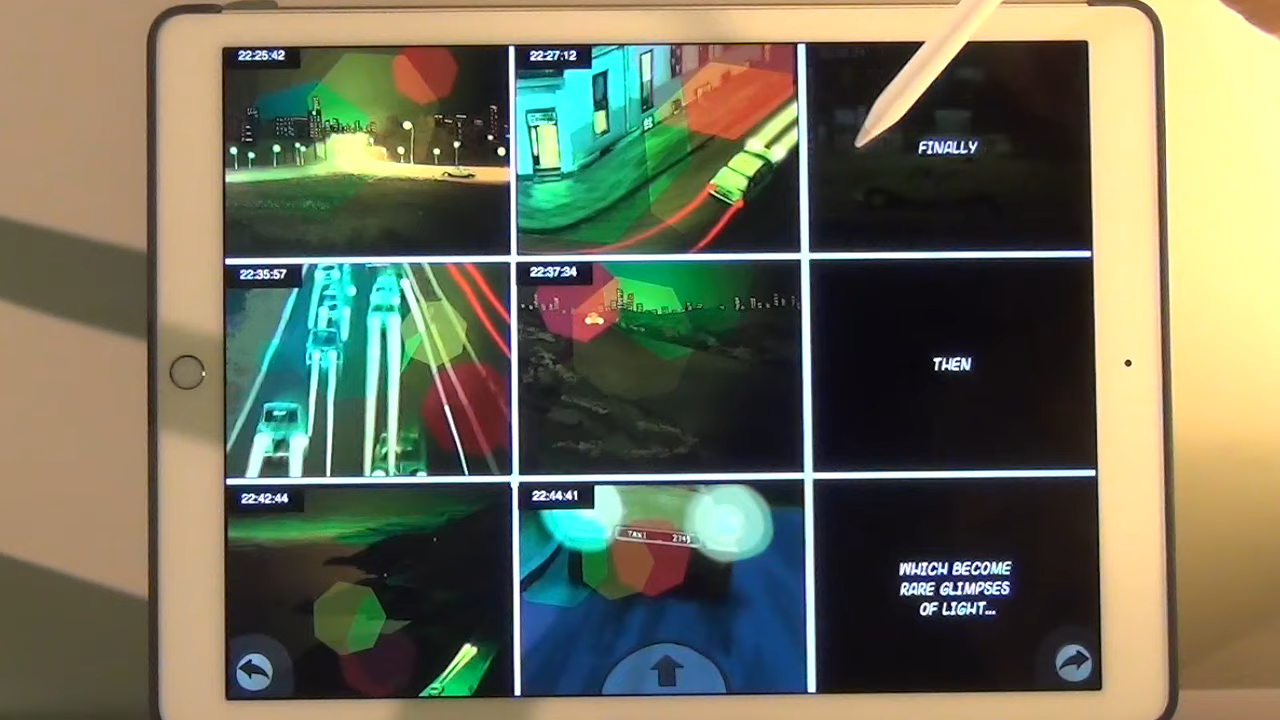 22:25:42
22:27:12
FINALLY
22:35:57
22:37:34
THEN
22:42:44
22:44:41
TAXI 2745
WHICH BECOME
RARE GLIMPSES
OF LIGHT...